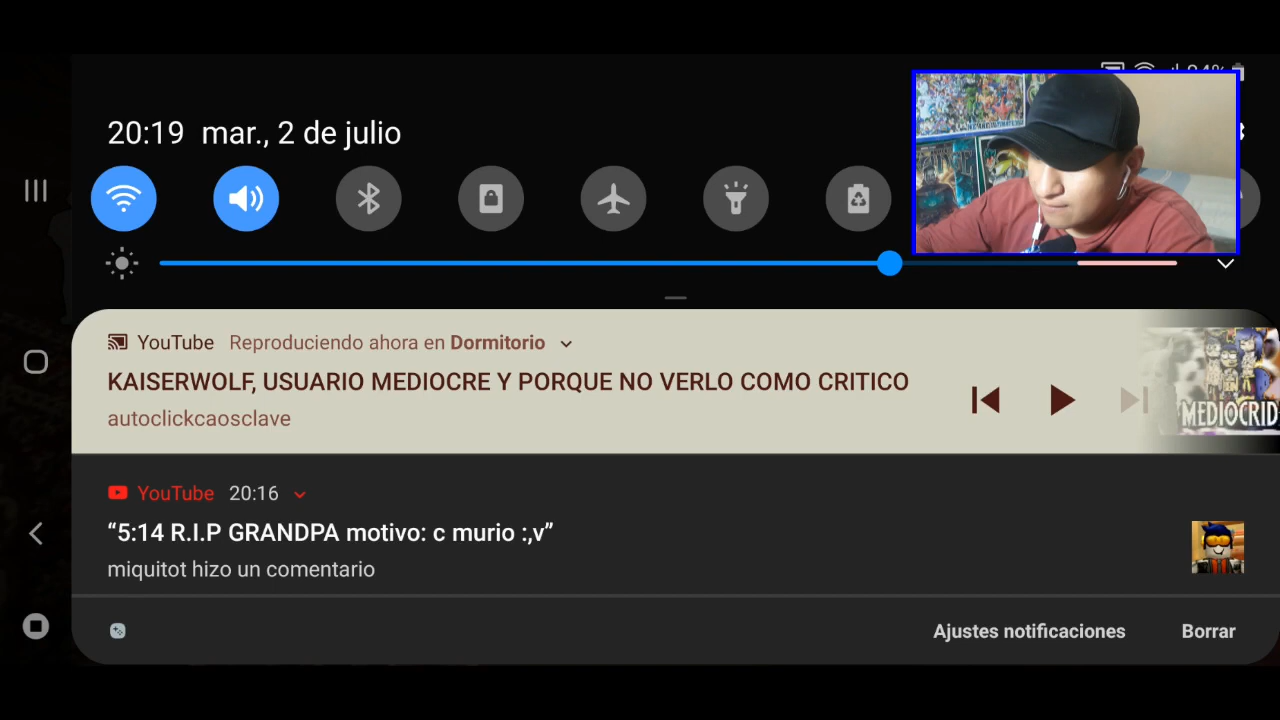 20:19 mar., 2 de julio
YouTube Reproduciendo ahora en Dormitorio
KAISERWOLF, USUARIO MEDIOCRE Y PORQUE NO VERLO COMO CRITICO
autoclickcaosclave
MEDIOCRID
YouTube 20:16
“5:14 R.I.P GRANDPA motivo: c murio :,v”
miquitot hizo un comentario
Ajustes notificaciones Borrar